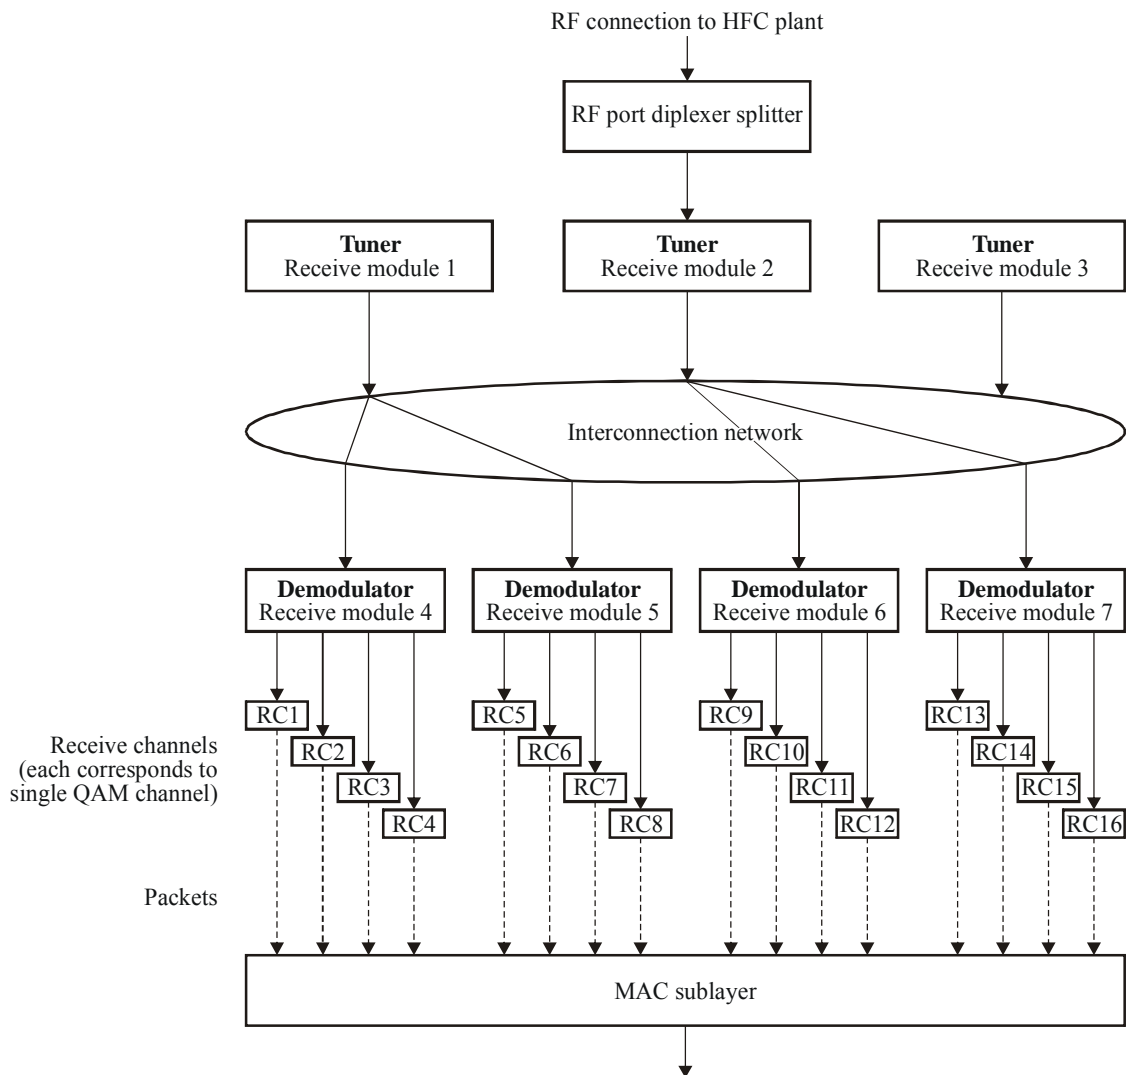 RF connection to HFC plant
RF port diplexer splitter
Tuner
Receive module 1
Tuner
Receive module 2
Tuner
Receive module 3
Interconnection network
Demodulator
Receive module 4
Demodulator
Receive module 5
Demodulator
Receive module 6
Demodulator
Receive module 7
RC1
RC2
RC3
RC4
RC5
RC6
RC7
RC8
RC9
RC10
RC11
RC12
RC13
RC14
RC15
RC16
Receive channels
(each corresponds to
single QAM channel)
Packets
MAC sublayer